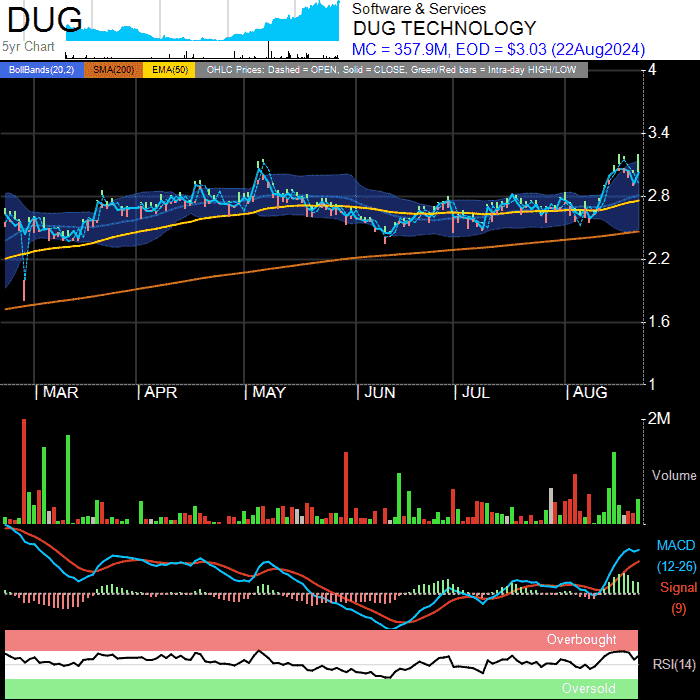 DUG
5yr Chart
Software & Services
DUG TECHNOLOGY
MC = 357.9M, EOD = $3.03 (22Aug2024)
BollBands(20,2) SMA(200) EMA(50) OHLC Prices: Dashed = OPEN, Solid = CLOSE, Green/Red bars = Intra-day HIGH/LOW
4
3.4
2.8
2.2
1.6
1
MAR APR MAY JUN JUL AUG
2M
Volume
MACD
(12-26)
Signal
(9)
Overbought
RSI(14)
Oversold